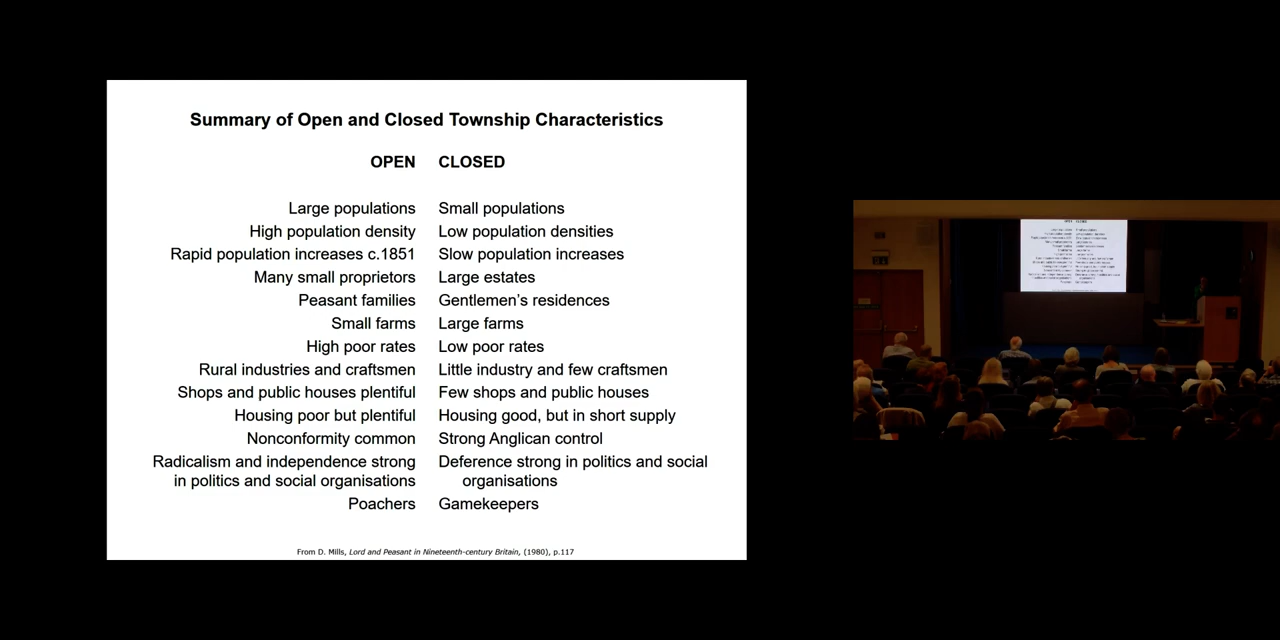 Summary of Open and Closed Township Characteristics
OPEN CLOSED
Large populations Small populations
High population density Low population densities
Rapid population increases c.1851 Slow population increases
Many small proprietors Large estates
Peasant families Gentlemen's residences
Small farms Large farms
High poor rates Low poor rates
Rural industries and craftsmen Little industry and few craftsmen
Shops and public houses plentiful Few shops and public houses
Housing poor but plentiful Housing good, but in short supply
Nonconformity common Strong Anglican control
Radicalism and independence strong Deference strong in politics and social
in politics and social organisations organisations
Poachers Gamekeepers
From D. Mills, Lord and Peasant in Nineteenth-century Britain, (1980), p.117